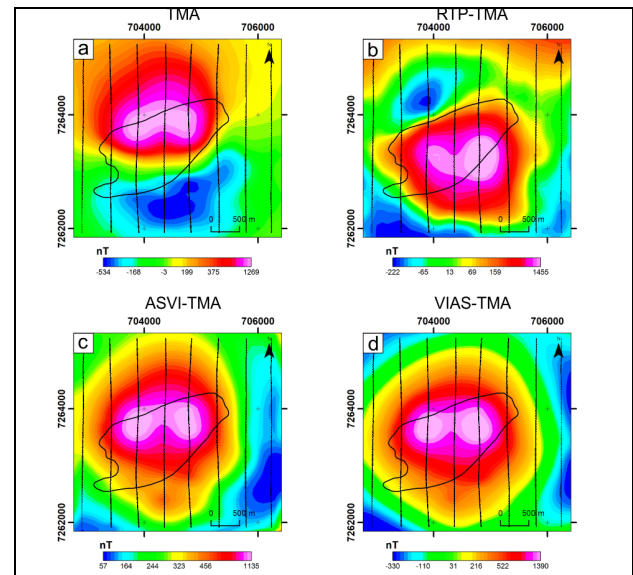 TMA
RTP-TMA
704000 706000
704000 706000
a
b
7264000
7264000
7262000
7262000
0 500 m
0 500 m
nT
-534 -168 -3 199 375 1269
nT
-222 -65 13 69 159 1455
ASVI-TMA
VIAS-TMA
704000 706000
704000 706000
c
d
7264000
7264000
7262000
7262000
0 500 m
0 500 m
nT
57 164 244 325 456 1135
nT
-330 -110 31 216 522 1390